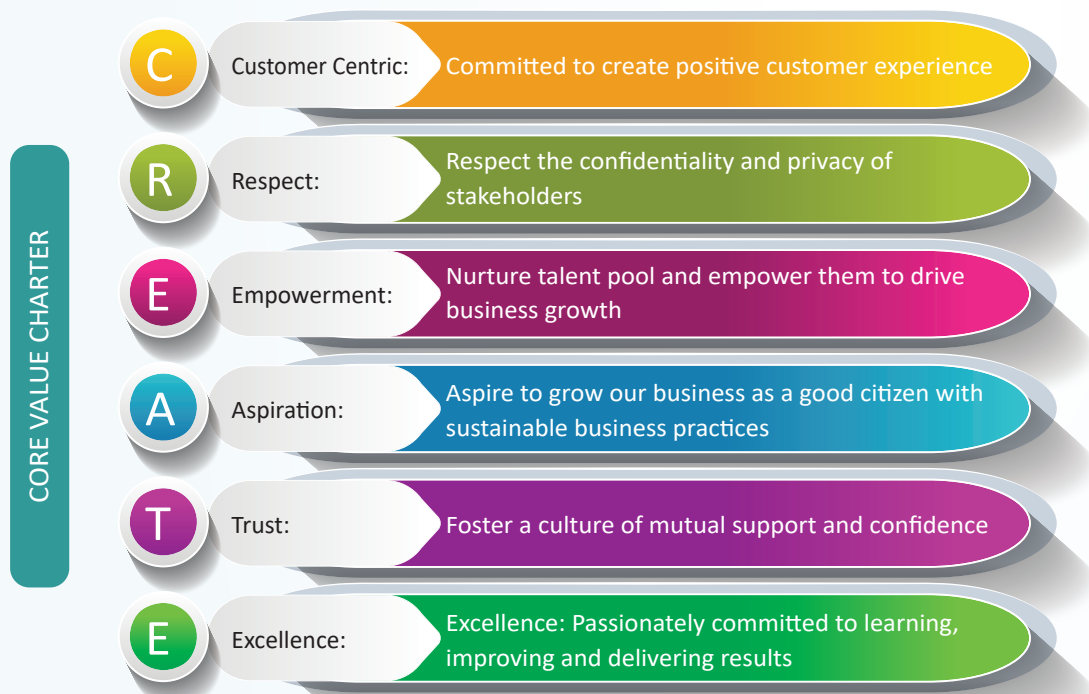 CORE VALUE CHARTER
C
Customer Centric:
Committed to create positive customer experience
R
Respect:
Respect the confidentiality and privacy of
stakeholders
E
Empowerment:
Nurture talent pool and empower them to drive
business growth
A
Aspiration:
Aspire to grow our business as a good citizen with
sustainable business practices
T
Trust:
Foster a culture of mutual support and confidence
E
Excellence:
Excellence: Passionately committed to learning,
improving and delivering results